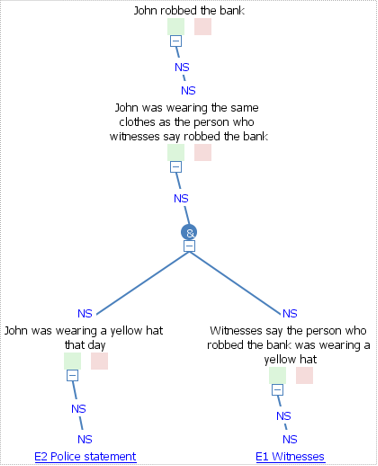 John robbed the bank
NS
NS
John was wearing the same
clothes as the person who
witnesses say robbed the bank
NS
&
NS
NS
John was wearing a yellow hat
that day
Witnesses say the person who
robbed the bank was wearing a
yellow hat
NS
NS
NS
NS
E2 Police statement
E1 Witnesses